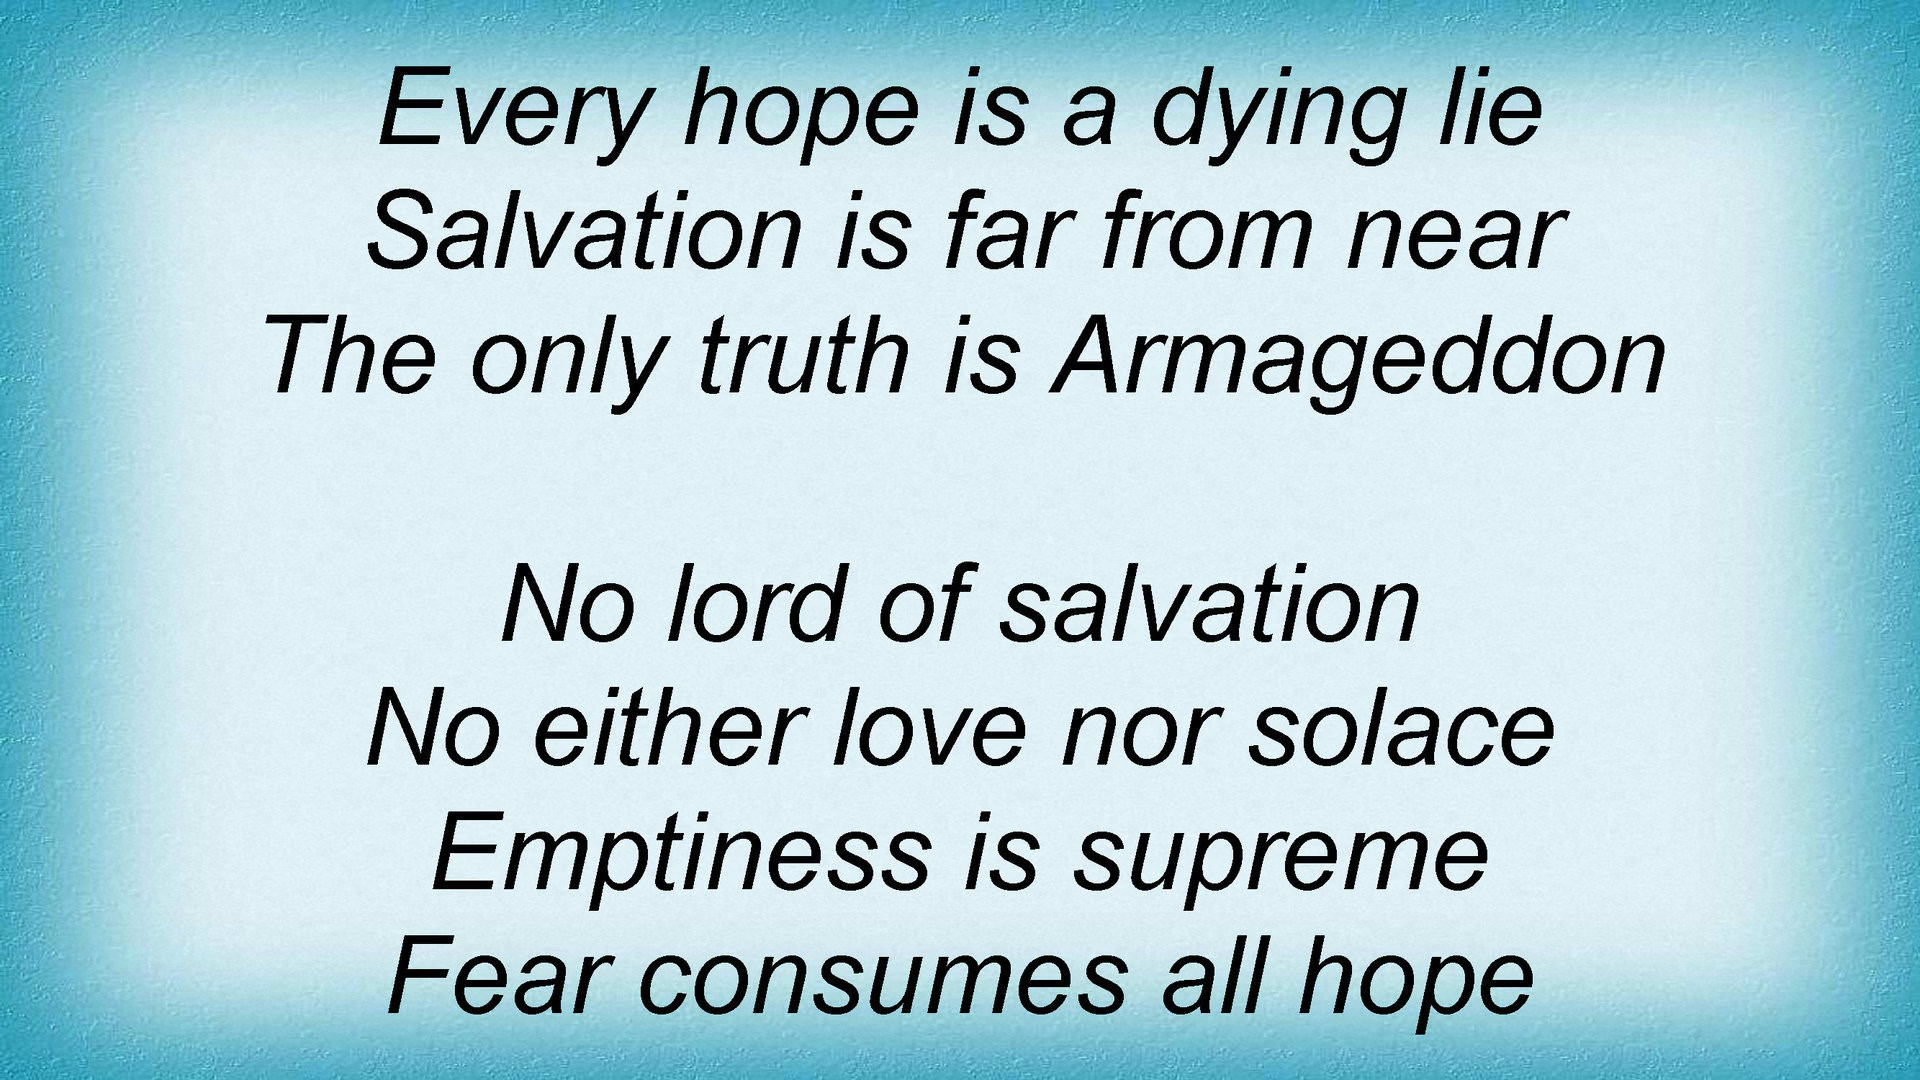 Every hope is a dying lie
Salvation is far from near
The only truth is Armageddon
No lord of salvation
No either love nor solace
Emptiness is supreme
Fear consumes all hope